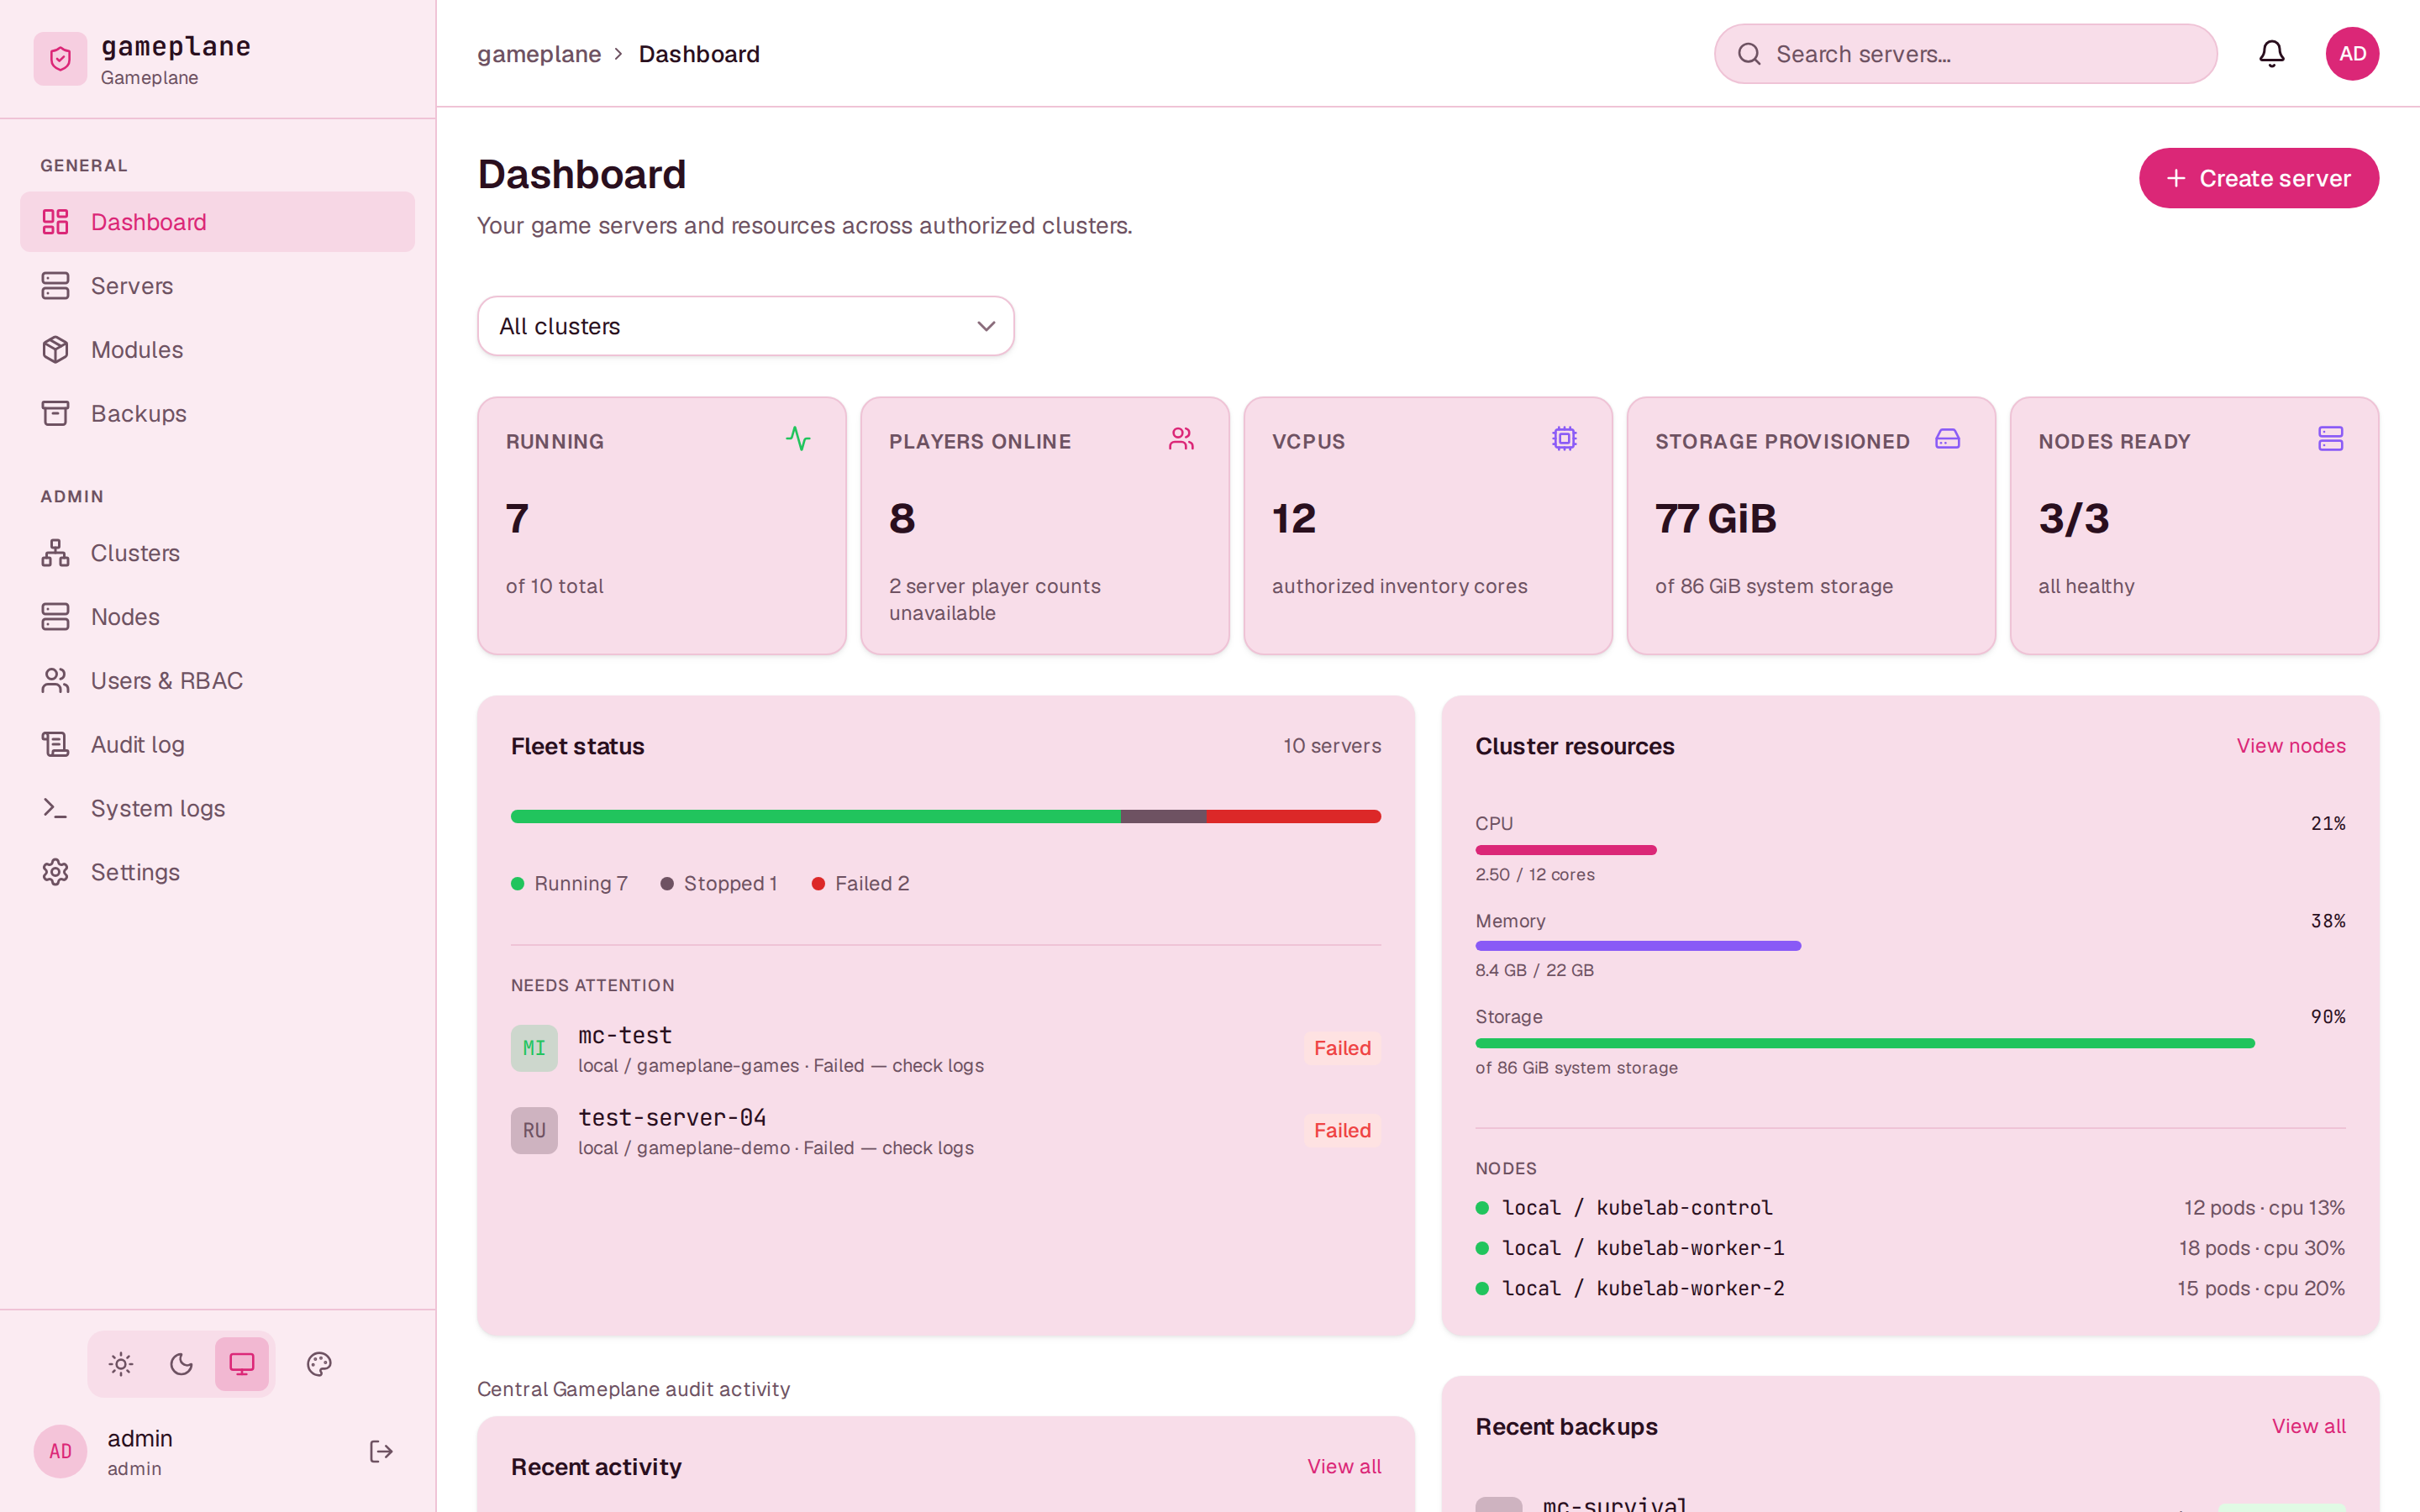 gameplane
Gameplane
GENERAL
Dashboard
Servers
Modules
Backups
ADMIN
Clusters
Nodes
Users & RBAC
Audit log
System logs
Settings
AD
admin
admin
gameplane > Dashboard
Search servers...
AD
Dashboard
Your game servers and resources across authorized clusters.
+ Create server
All clusters
RUNNING
7
of 10 total
PLAYERS ONLINE
8
2 server player counts
unavailable
VCPUS
12
authorized inventory cores
STORAGE PROVISIONED
77 GiB
of 86 GiB system storage
NODES READY
3/3
all healthy
Fleet status
10 servers
Running 7
Stopped 1
Failed 2
NEEDS ATTENTION
MI
mc-test
local / gameplane-games · Failed — check logs
Failed
RU
test-server-04
local / gameplane-demo · Failed — check logs
Failed
Cluster resources
View nodes
CPU
21%
2.50 / 12 cores
Memory
38%
8.4 GB / 22 GB
Storage
90%
of 86 GiB system storage
NODES
local / kubelab-control
12 pods · cpu 13%
local / kubelab-worker-1
18 pods · cpu 30%
local / kubelab-worker-2
15 pods · cpu 20%
Central Gameplane audit activity
Recent activity
View all
Recent backups
View all
mc-survival